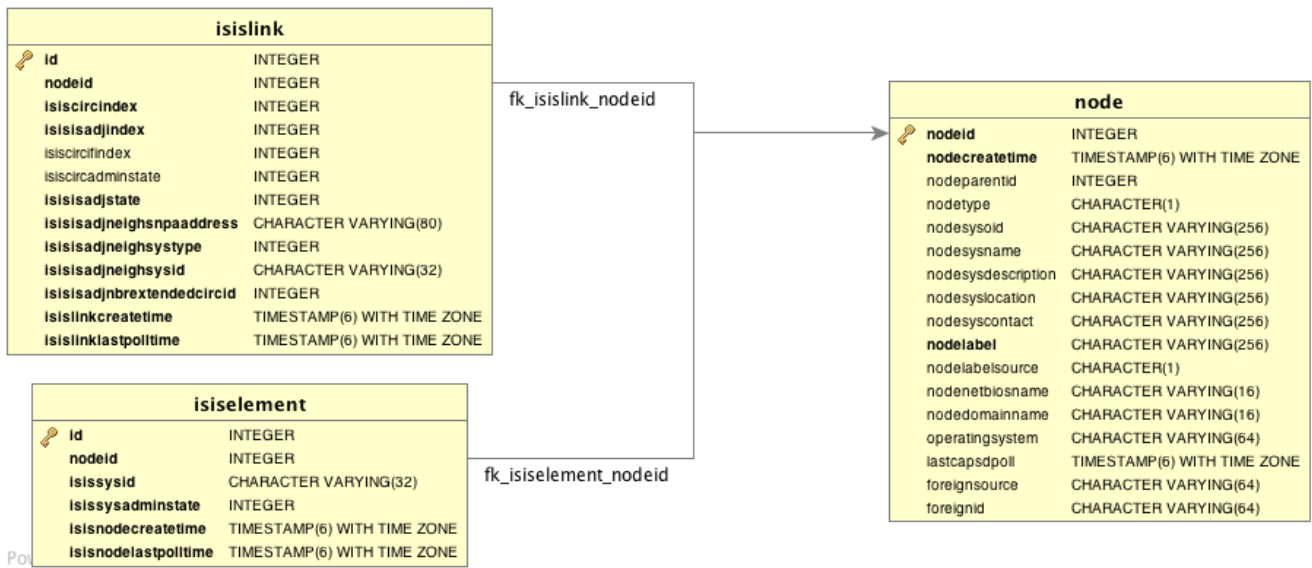 isislink
id INTEGER
nodeid INTEGER
isiscircindex INTEGER
isisisadjindex INTEGER
isiscircifindex INTEGER
isiscircadminstate INTEGER
isisisadjstate INTEGER
isisisadjneighsnpaaddress CHARACTER VARYING(80)
isisisadjneighsystype INTEGER
isisisadjneighsysid CHARACTER VARYING(32)
isisisadjnbrextendedcircid INTEGER
isislinkcreatetime TIMESTAMP(6) WITH TIME ZONE
isislinklastpolltime TIMESTAMP(6) WITH TIME ZONE
fk_isislink_nodeid
isiselement
id INTEGER
nodeid INTEGER
isissysid CHARACTER VARYING(32)
isissysadminstate INTEGER
isisnodecreatetime TIMESTAMP(6) WITH TIME ZONE
isisnodelastpolltime TIMESTAMP(6) WITH TIME ZONE
fk_isiselement_nodeid
node
nodeid INTEGER
nodecreatetime TIMESTAMP(6) WITH TIME ZONE
nodeparentid INTEGER
nodetype CHARACTER(1)
nodesysoid CHARACTER VARYING(256)
nodesysname CHARACTER VARYING(256)
nodesysdescription CHARACTER VARYING(256)
nodesyslocation CHARACTER VARYING(256)
nodesyscontact CHARACTER VARYING(256)
nodelabel CHARACTER VARYING(256)
nodelabelsource CHARACTER(1)
nodenetbiosname CHARACTER VARYING(16)
nodedomainname CHARACTER VARYING(16)
operatingsystem CHARACTER VARYING(64)
lastcapsdpoll TIMESTAMP(6) WITH TIME ZONE
foreignsource CHARACTER VARYING(64)
foreignid CHARACTER VARYING(64)